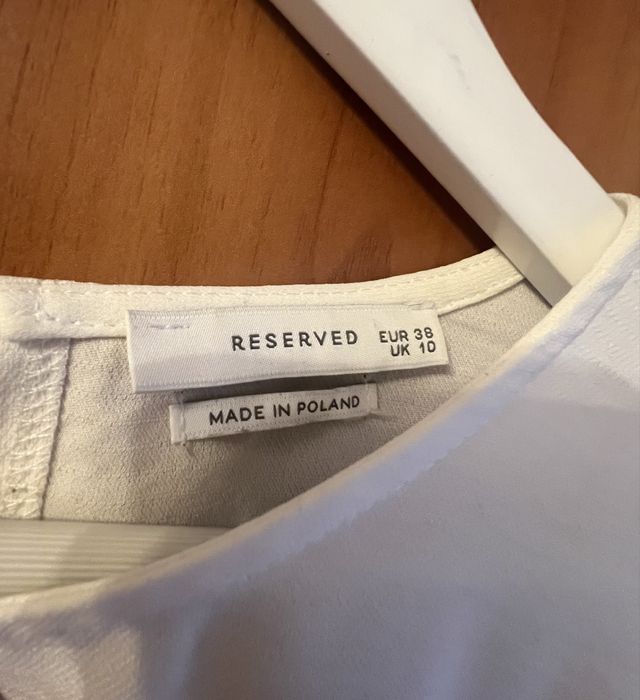 RESERVED
EUR 38
UK 10
MADE IN POLAND